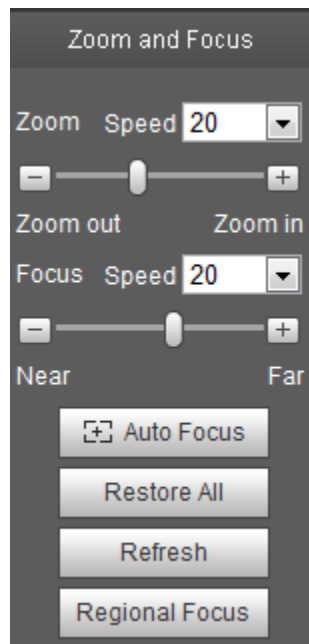 Zoom and Focus
Zoom Speed 20
Zoom out Zoom in
Focus Speed 20
Near Far
Auto Focus
Restore All
Refresh
Regional Focus